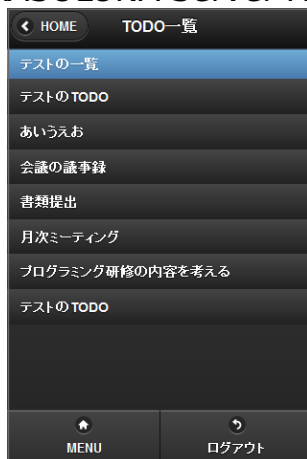 HOME TODO一覧
テストの一覧
テストのTODO
あいうえお
会議の議事録
書類提出
月次ミーティング
プログラミング研修の内容を考える
テストのTODO
MENU ログアウト